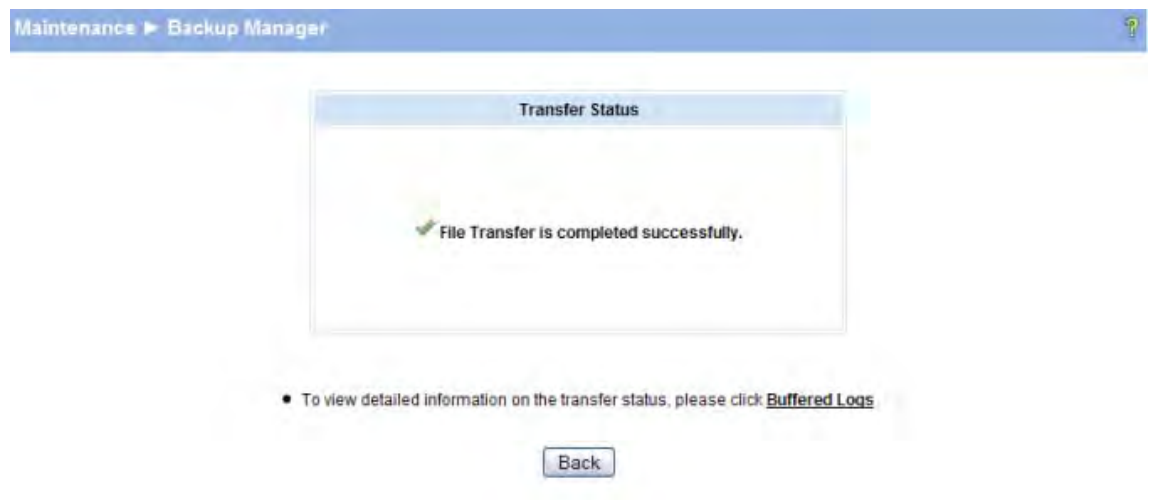 Maintenance ► Backup Manager
Transfer Status
File Transfer is completed successfully.
• To view detailed information on the transfer status, please click Buffered Logs
Back